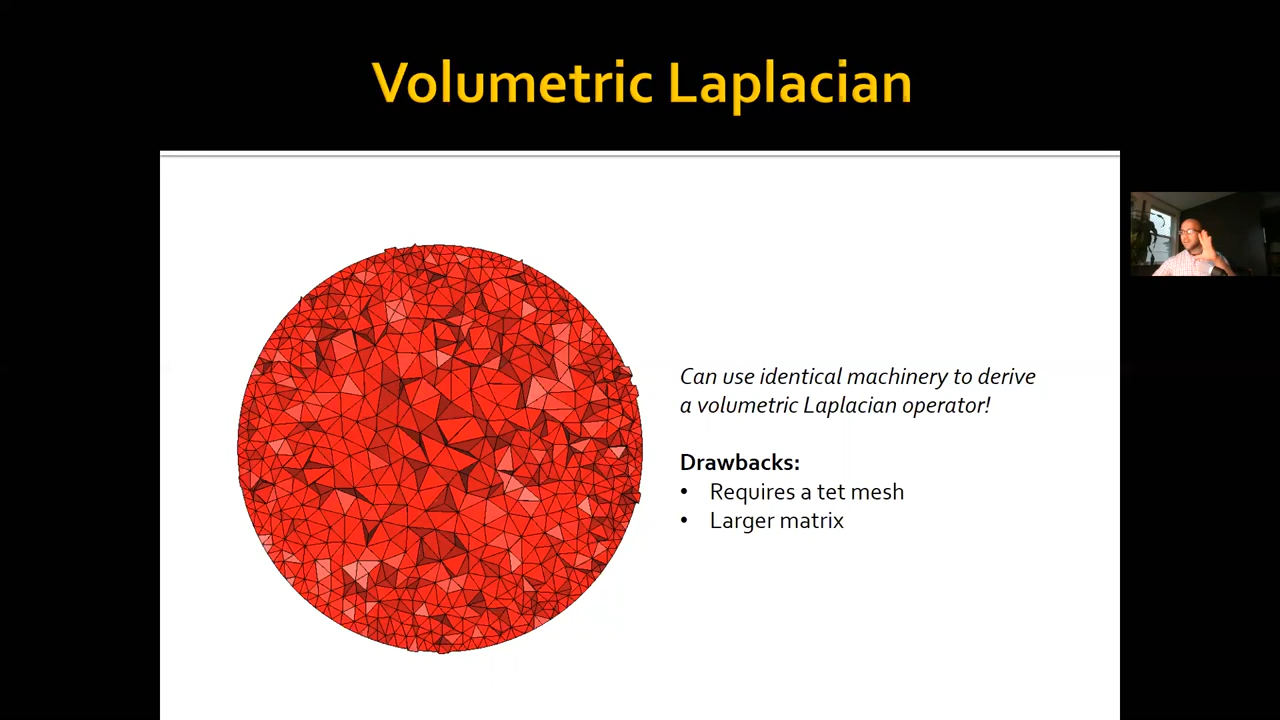 Volumetric Laplacian
Can use identical machinery to derive
a volumetric Laplacian operator!
Drawbacks:
• Requires a tet mesh
• Larger matrix